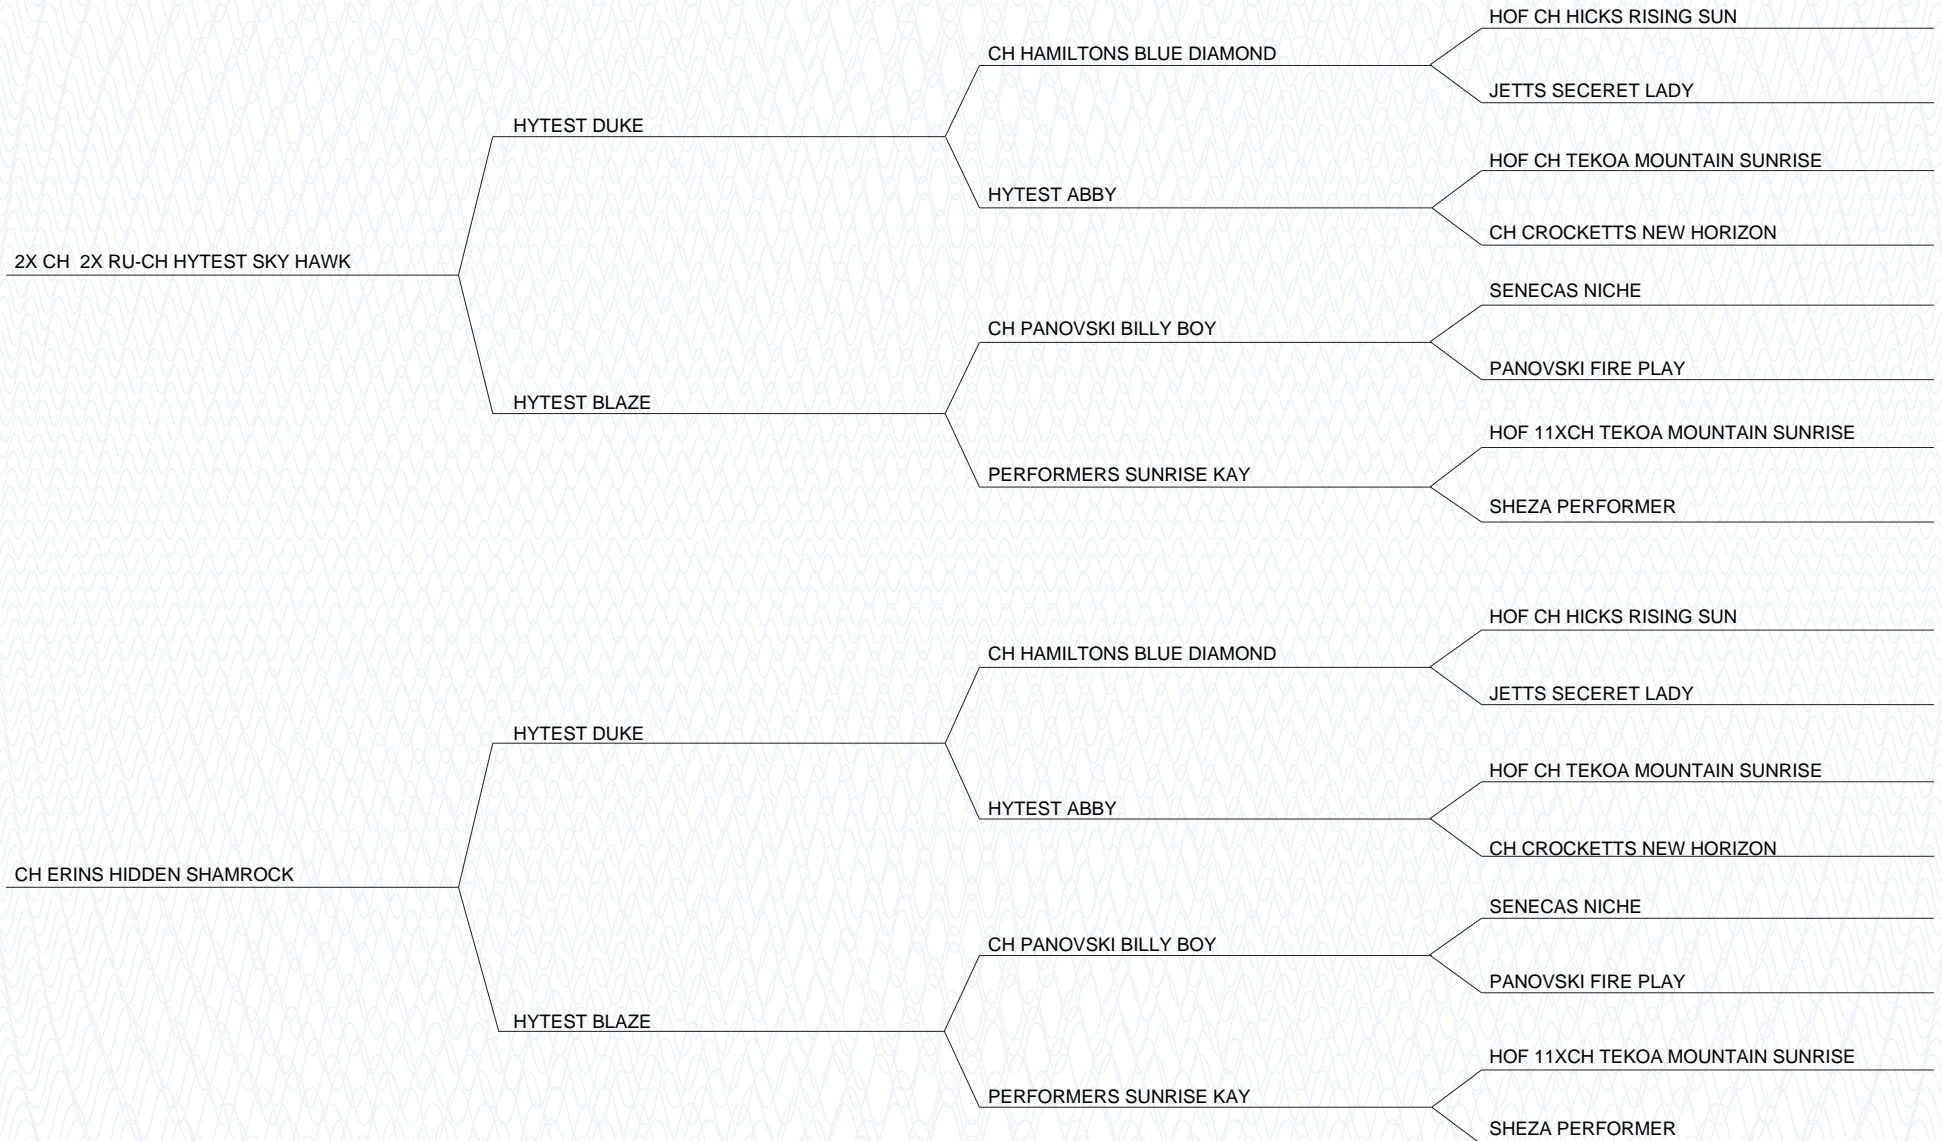 HOF CH HICKS RISING SUN
CH HAMILTONS BLUE DIAMOND
JETTS SECERET LADY
HYTEST DUKE
HOF CH TEKOA MOUNTAIN SUNRISE
HYTEST ABBY
CH CROCKETTS NEW HORIZON
2X CH  2X RU-CH HYTEST SKY HAWK
SENECAS NICHE
CH PANOVSKI BILLY BOY
PANOVSKI FIRE PLAY
HYTEST BLAZE
HOF 11XCH TEKOA MOUNTAIN SUNRISE
PERFORMERS SUNRISE KAY
SHEZA PERFORMER
HOF CH HICKS RISING SUN
CH HAMILTONS BLUE DIAMOND
JETTS SECERET LADY
HYTEST DUKE
HOF CH TEKOA MOUNTAIN SUNRISE
HYTEST ABBY
CH CROCKETTS NEW HORIZON
CH ERINS HIDDEN SHAMROCK
SENECAS NICHE
CH PANOVSKI BILLY BOY
PANOVSKI FIRE PLAY
HYTEST BLAZE
HOF 11XCH TEKOA MOUNTAIN SUNRISE
PERFORMERS SUNRISE KAY
SHEZA PERFORMER